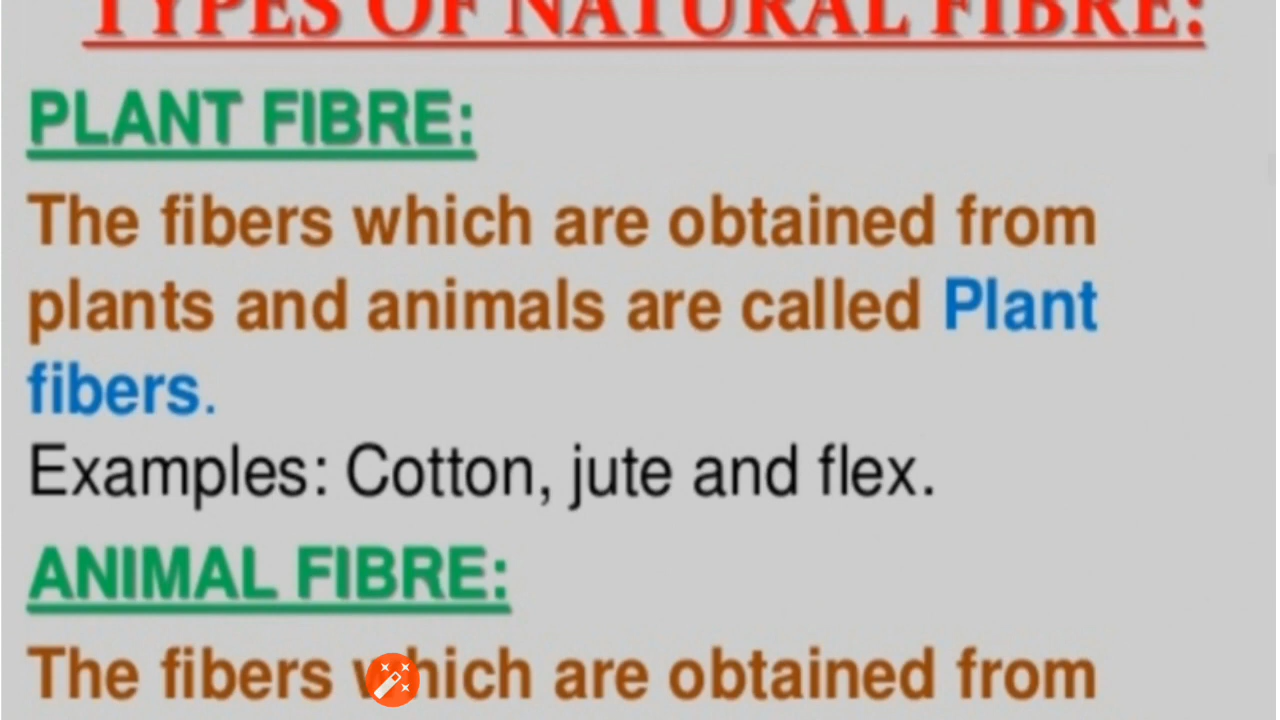 TYPES OF NATURAL FIBRE:
PLANT FIBRE:
The fibers which are obtained from
plants and animals are called Plant
fibers.
Examples: Cotton, jute and flex.
ANIMAL FIBRE:
The fibers which are obtained from